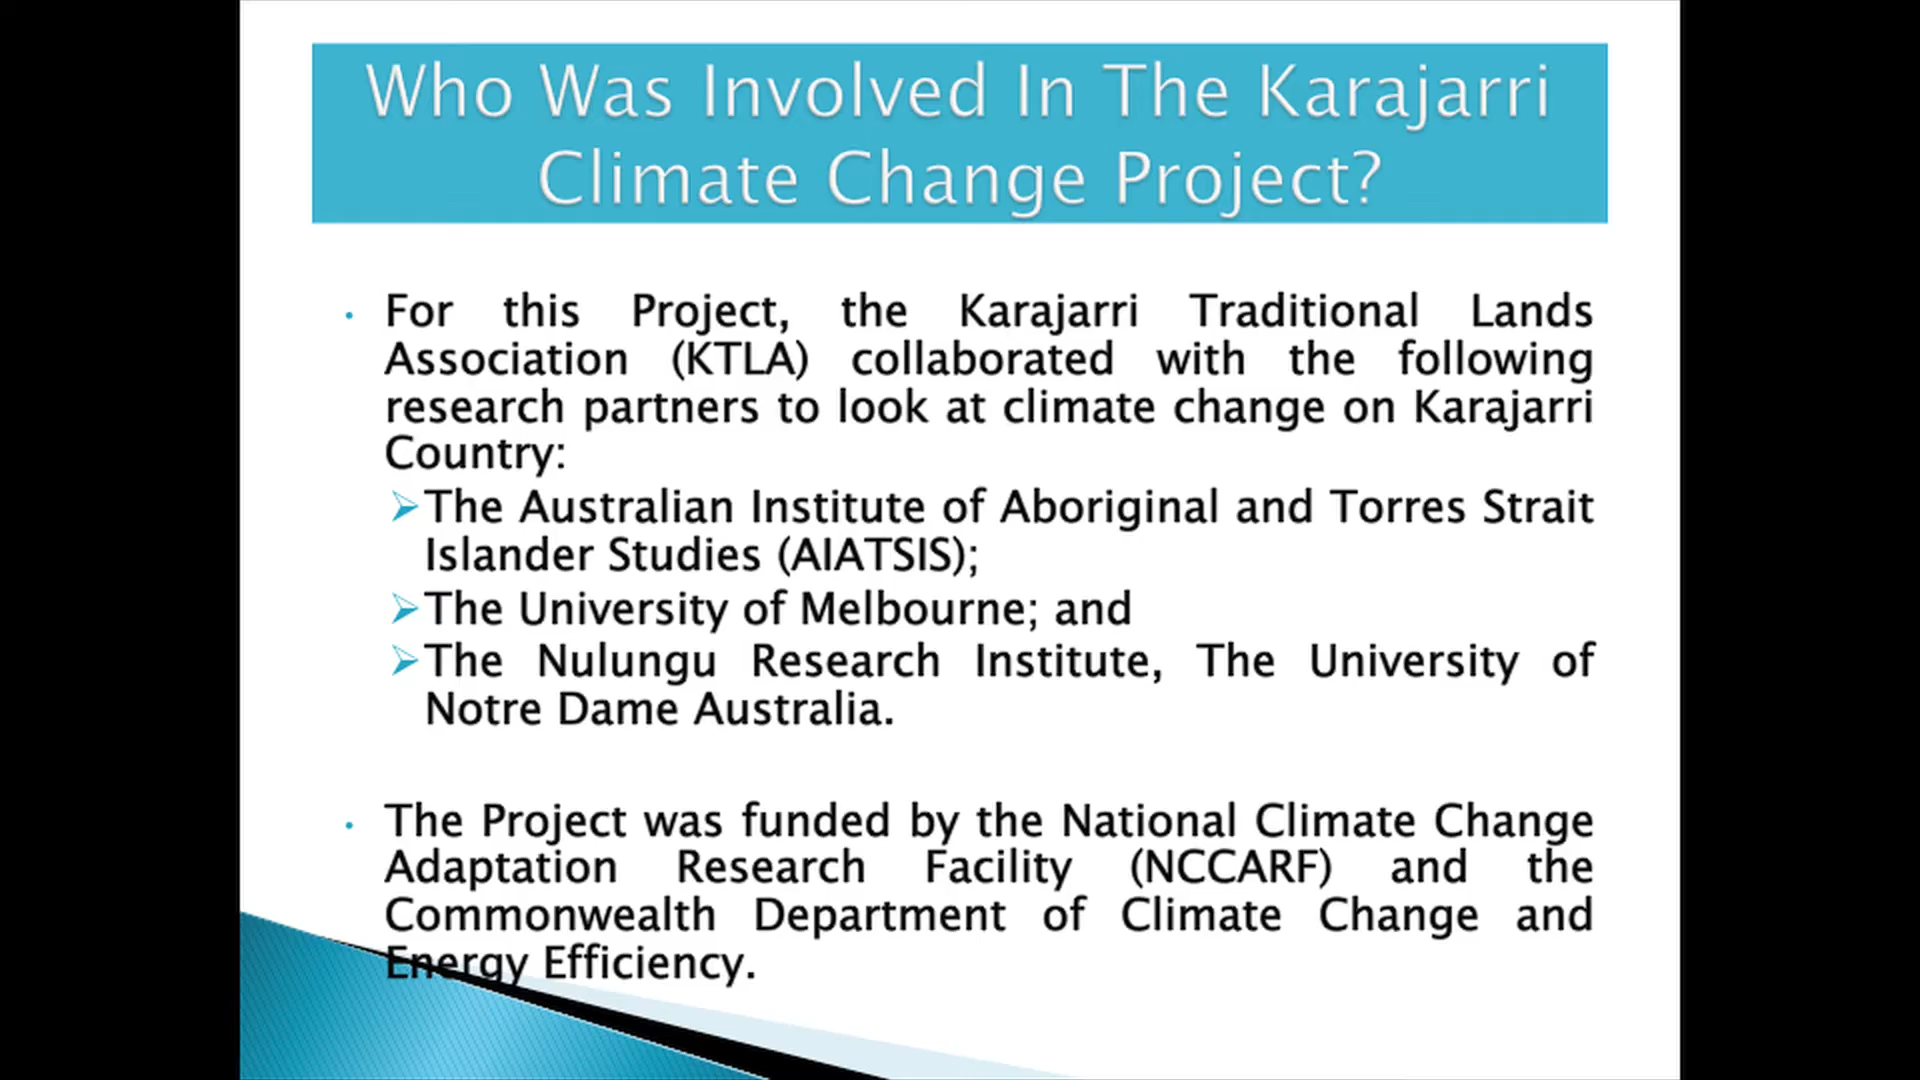 Who Was Involved In The Karajarri
Climate Change Project?
• For this Project, the Karajarri Traditional Lands
Association (KTLA) collaborated with the following
research partners to look at climate change on Karajarri
Country:
➢The Australian Institute of Aboriginal and Torres Strait
Islander Studies (AIATSIS);
➢The University of Melbourne; and
➢The Nulungu Research Institute, The University of
Notre Dame Australia.
• The Project was funded by the National Climate Change
Adaptation Research Facility (NCCARF) and the
Commonwealth Department of Climate Change and
Energy Efficiency.